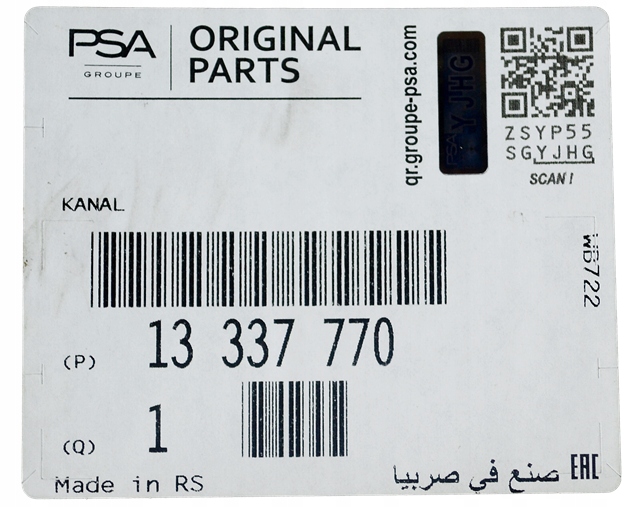 PSA
GROUPE
ORIGINAL
PARTS
qr.groupe-psa.com
YJHG
ZSYP55
SGYJHG
SCAN!
KANAL
(P) 13 337 770
(Q) 1
Made in RS
صنع في صربيا
EAC